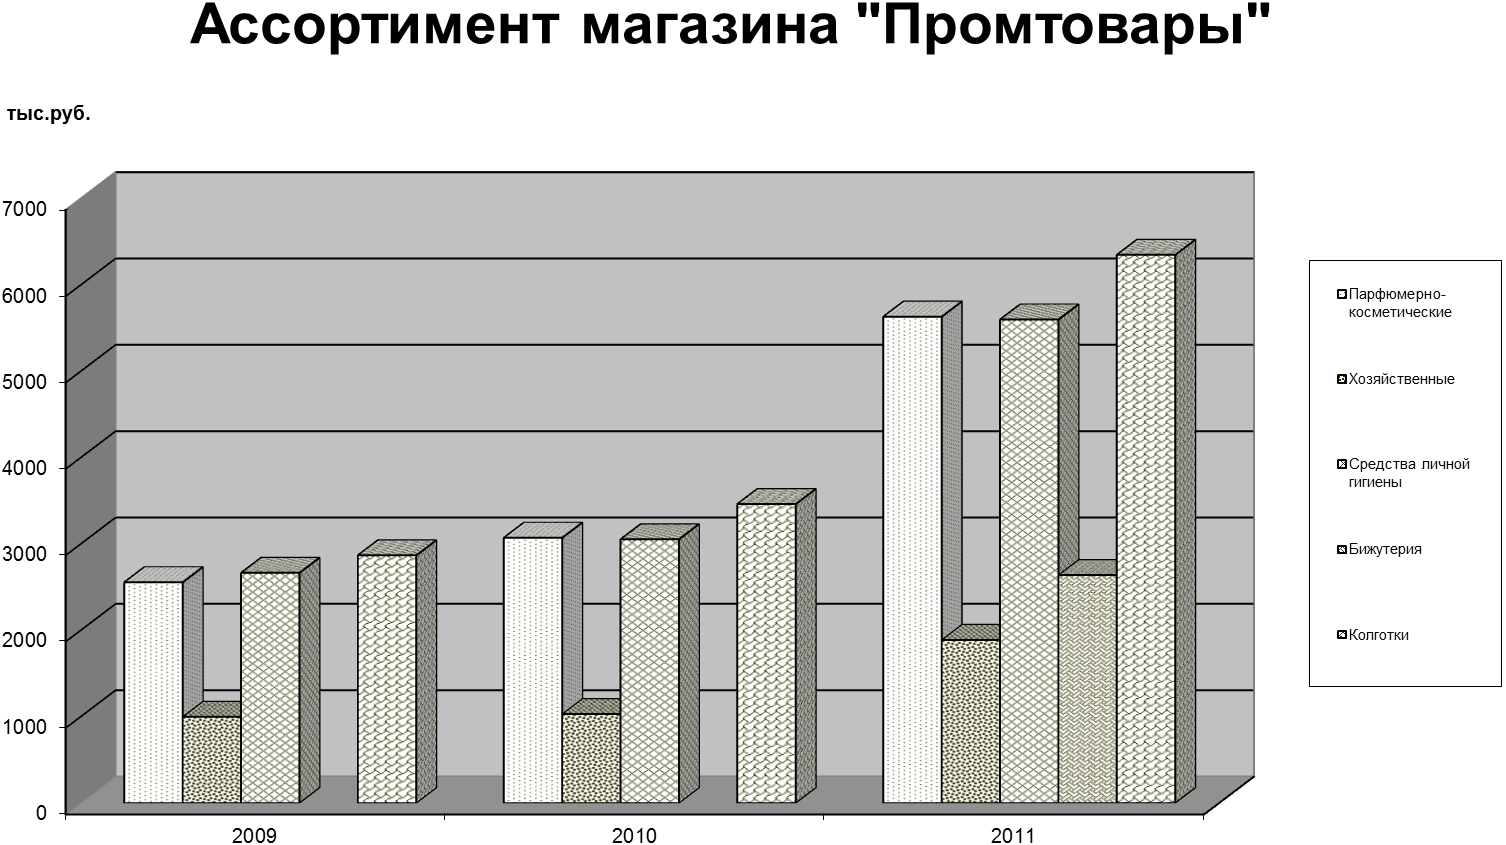 Ассортимент магазина "Промтовары"
тыс.руб.
7000
6000
5000
4000
3000
2000
1000
0
2009
2010
2011
Парфюмерно-
косметические
Хозяйственные
Средства личной
гигиены
Бижутерия
Колготки